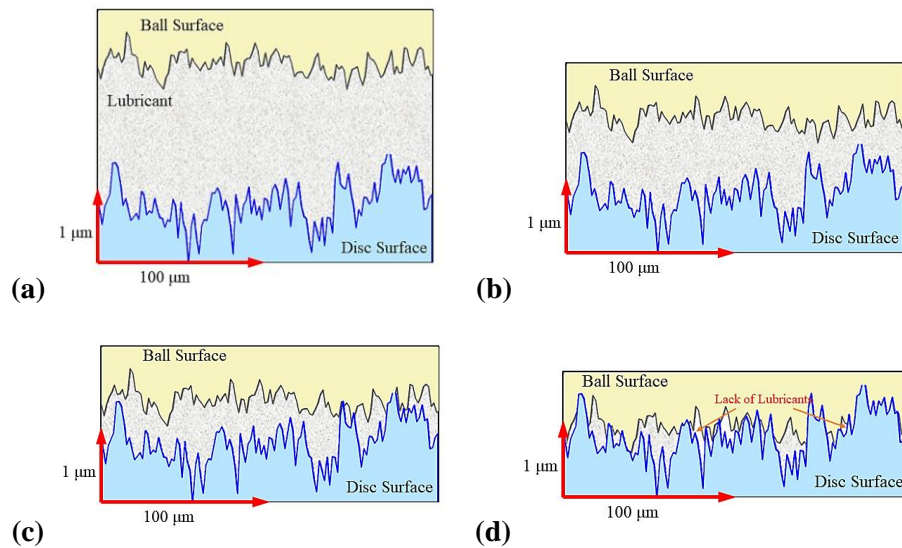 Ball Surface
Lubricant
1 μm
Disc Surface
100 μm
(a)
Ball Surface
1 μm
Disc Surface
100 μm
(b)
Ball Surface
1 μm
Disc Surface
100 μm
(c)
Ball Surface
Lack of Lubricant
1 μm
Disc Surface
100 μm
(d)